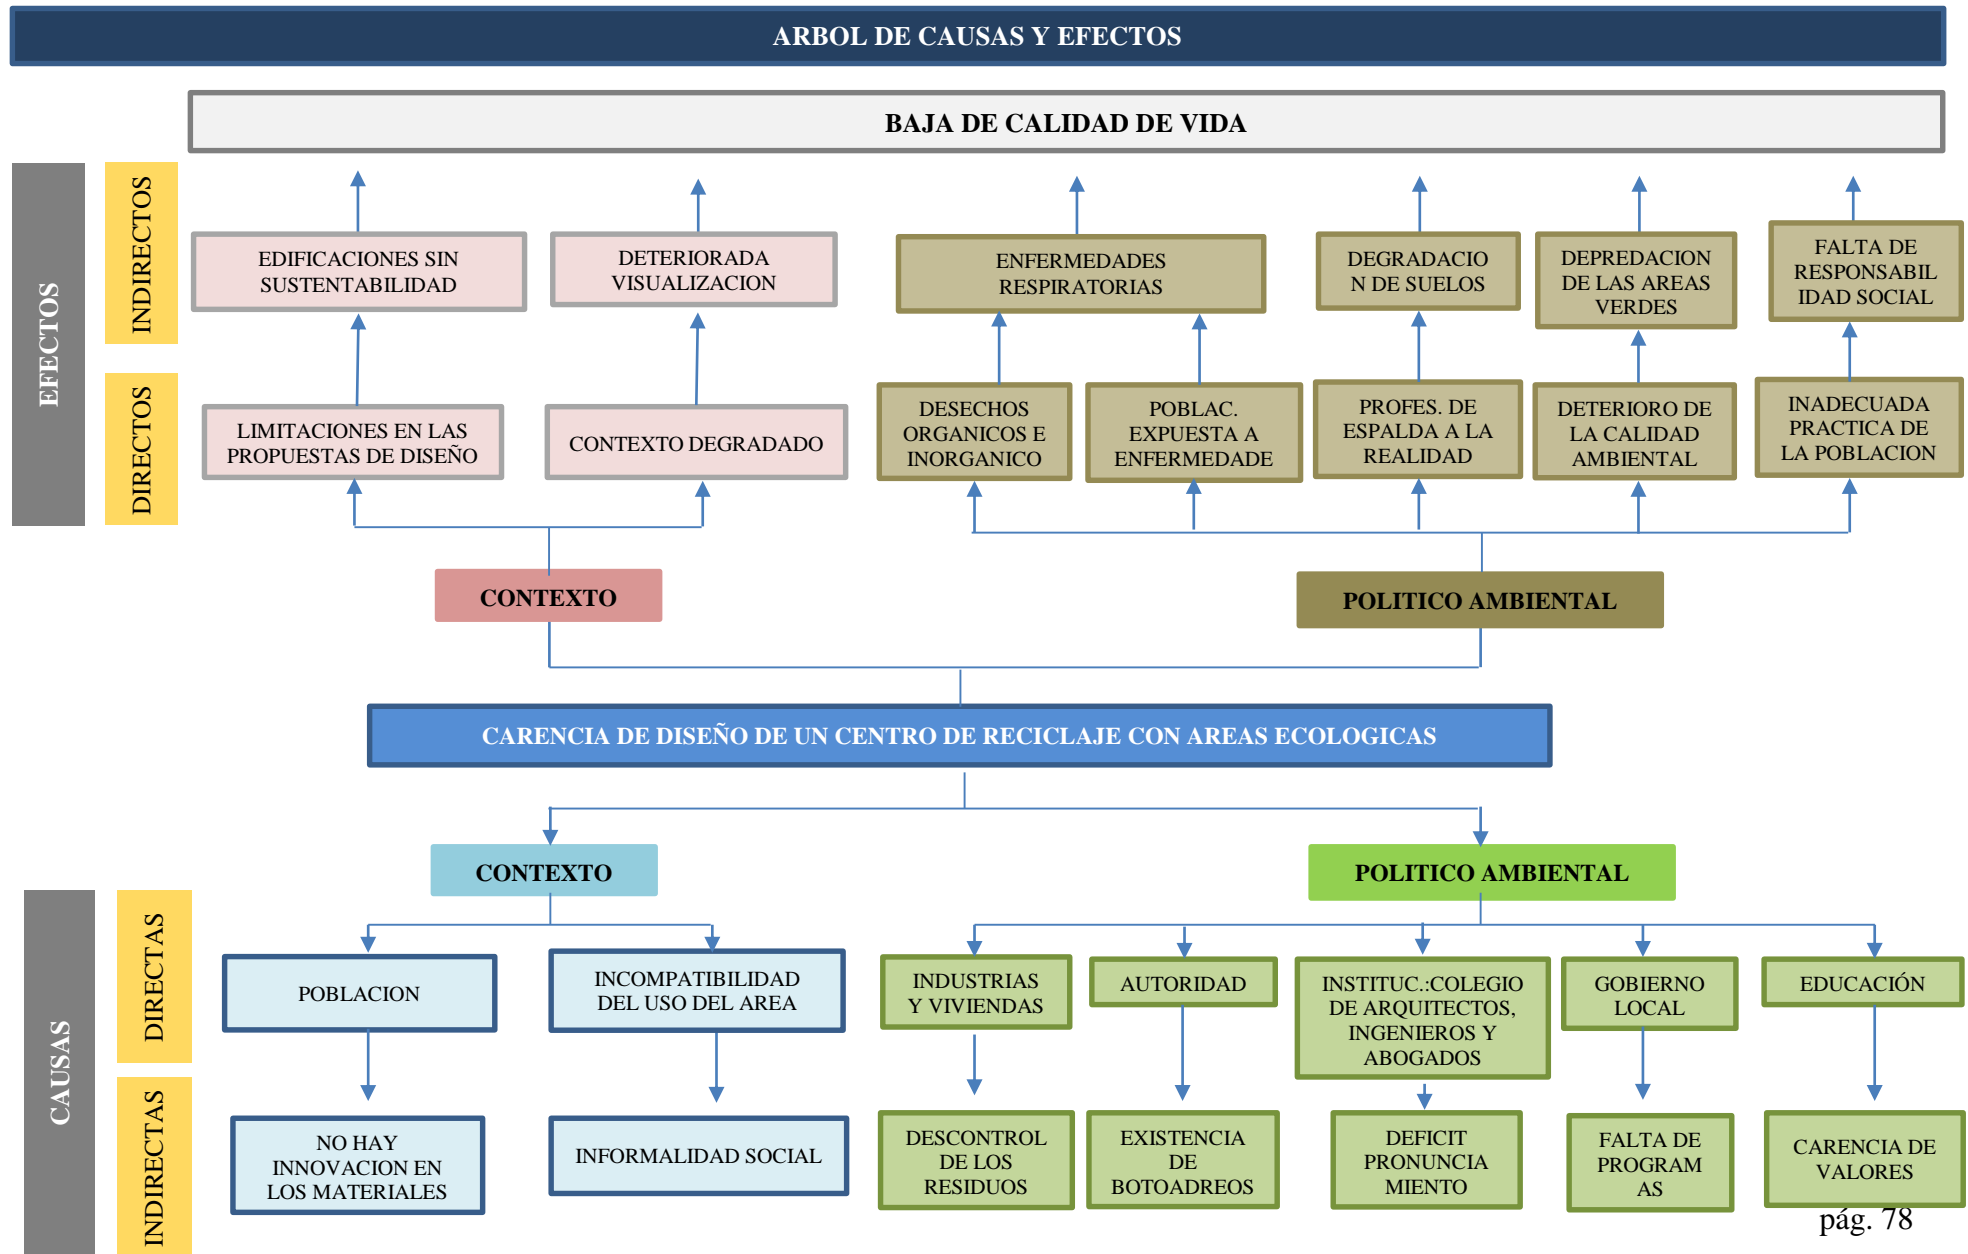 ARBOL DE CAUSAS Y EFECTOS
BAJA DE CALIDAD DE VIDA
EFECTOS
INDIRECTOS
EDIFICACIONES SIN
SUSTENTABILIDAD
DETERIORADA
VISUALIZACION
ENFERMEDADES
RESPIRATORIAS
DEGRADACIO
N DE SUELOS
DEPREDACION
DE LAS AREAS
VERDES
FALTA DE
RESPONSABIL
IDAD SOCIAL
DIRECTOS
LIMITACIONES EN LAS
PROPUESTAS DE DISEÑO
CONTEXTO DEGRADADO
DESECHOS
ORGANICOS E
INORGANICO
POBLAC.
EXPUESTA A
ENFERMEDADE
PROFES. DE
ESPALDA A LA
REALIDAD
DETERIORO DE
LA CALIDAD
AMBIENTAL
INADECUADA
PRACTICA DE
LA POBLACION
CONTEXTO
POLITICO AMBIENTAL
CARENCIA DE DISEÑO DE UN CENTRO DE RECICLAJE CON AREAS ECOLOGICAS
CONTEXTO
POLITICO AMBIENTAL
CAUSAS
DIRECTAS
POBLACION
INCOMPATIBILIDAD
DEL USO DEL AREA
INDUSTRIAS
Y VIVIENDAS
AUTORIDAD
INSTITUC.:COLEGIO
DE ARQUITECTOS,
INGENIEROS Y
ABOGADOS
GOBIERNO
LOCAL
EDUCACIÓN
INDIRECTAS
NO HAY
INNOVACION EN
LOS MATERIALES
INFORMALIDAD SOCIAL
DESCONTROL
DE LOS
RESIDUOS
EXISTENCIA
DE
BOTOADREOS
DEFICIT
PRONUNCIA
MIENTO
FALTA DE
PROGRAM
AS
CARENCIA DE
VALORES
pág. 78